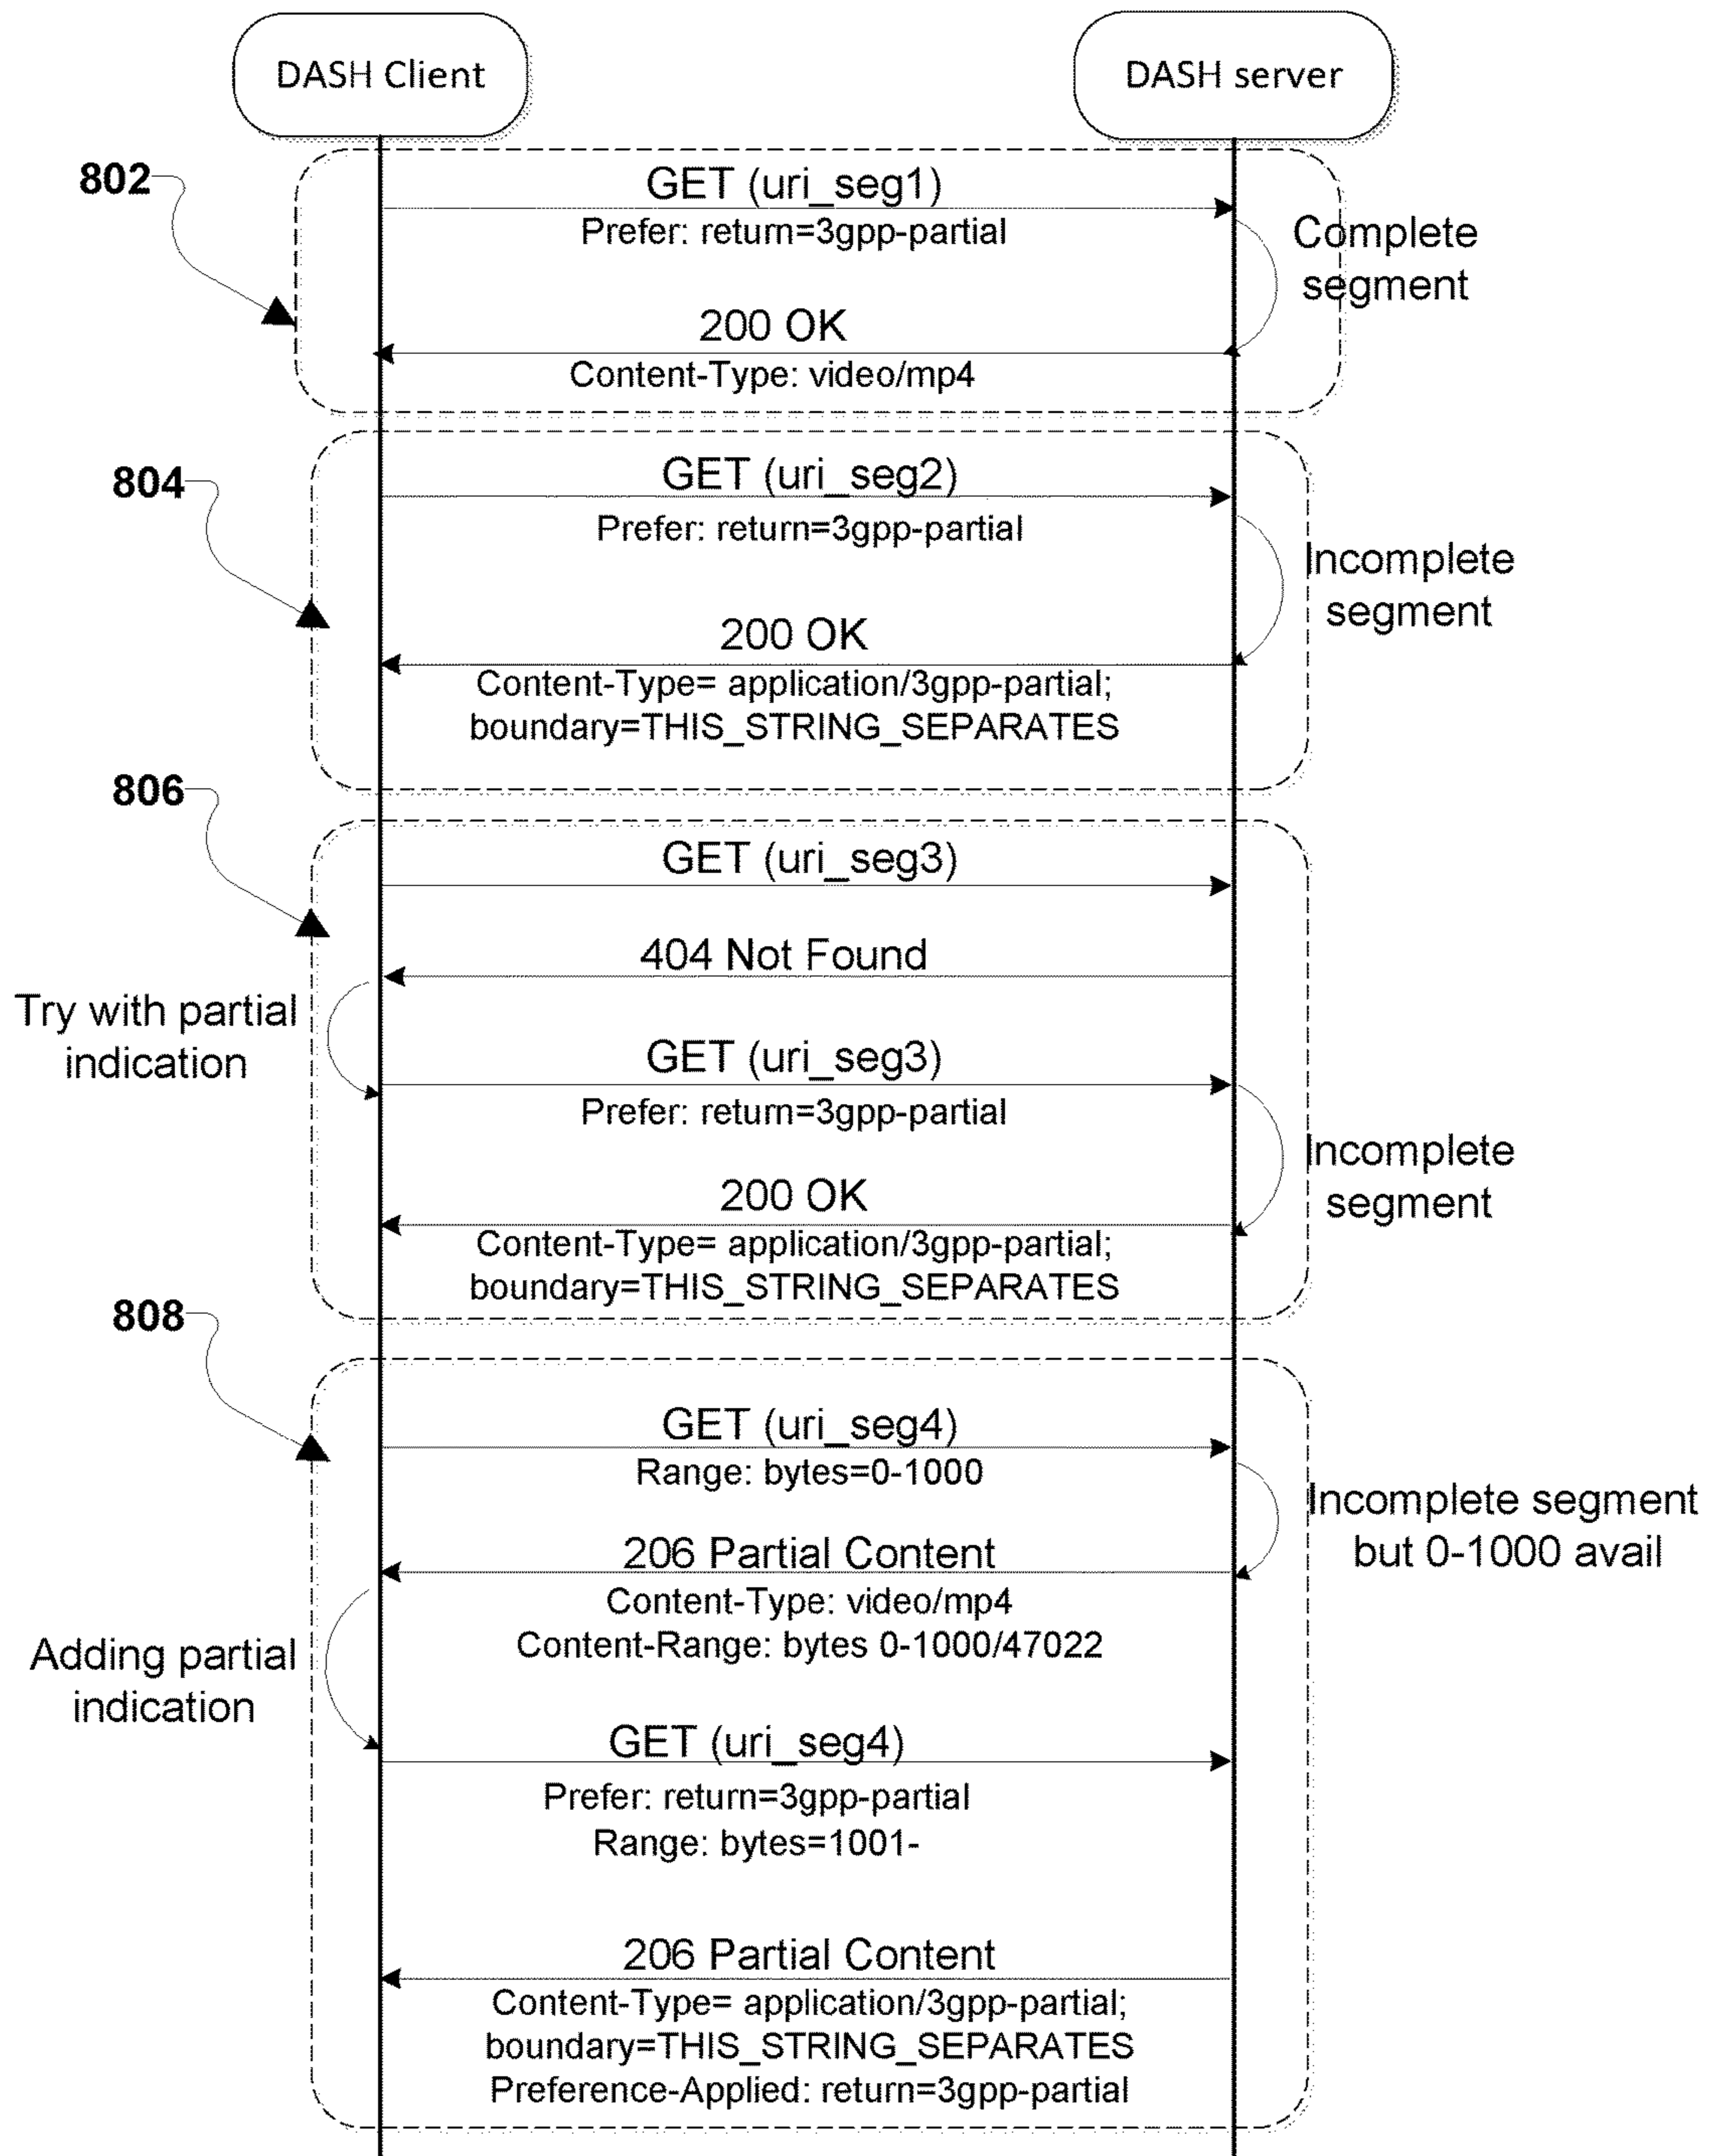 DASH Client
DASH server
802
GET (uri_seg1)
Prefer: return=3gpp-partial
Complete
segment
200 OK
Content-Type: video/mp4
804
GET (uri_seg2)
Prefer: return=3gpp-partial
Incomplete
segment
200 OK
Content-Type= application/3gpp-partial;
boundary=THIS_STRING_SEPARATES
806
GET (uri_seg3)
404 Not Found
Try with partial
indication
GET (uri_seg3)
Prefer: return=3gpp-partial
Incomplete
segment
200 OK
Content-Type= application/3gpp-partial;
boundary=THIS_STRING_SEPARATES
808
GET (uri_seg4)
Range: bytes=0-1000
Incomplete segment
but 0-1000 avail
206 Partial Content
Content-Type: video/mp4
Content-Range: bytes 0-1000/47022
Adding partial
indication
GET (uri_seg4)
Prefer: return=3gpp-partial
Range: bytes=1001-
206 Partial Content
Content-Type= application/3gpp-partial;
boundary=THIS_STRING_SEPARATES
Preference-Applied: return=3gpp-partial